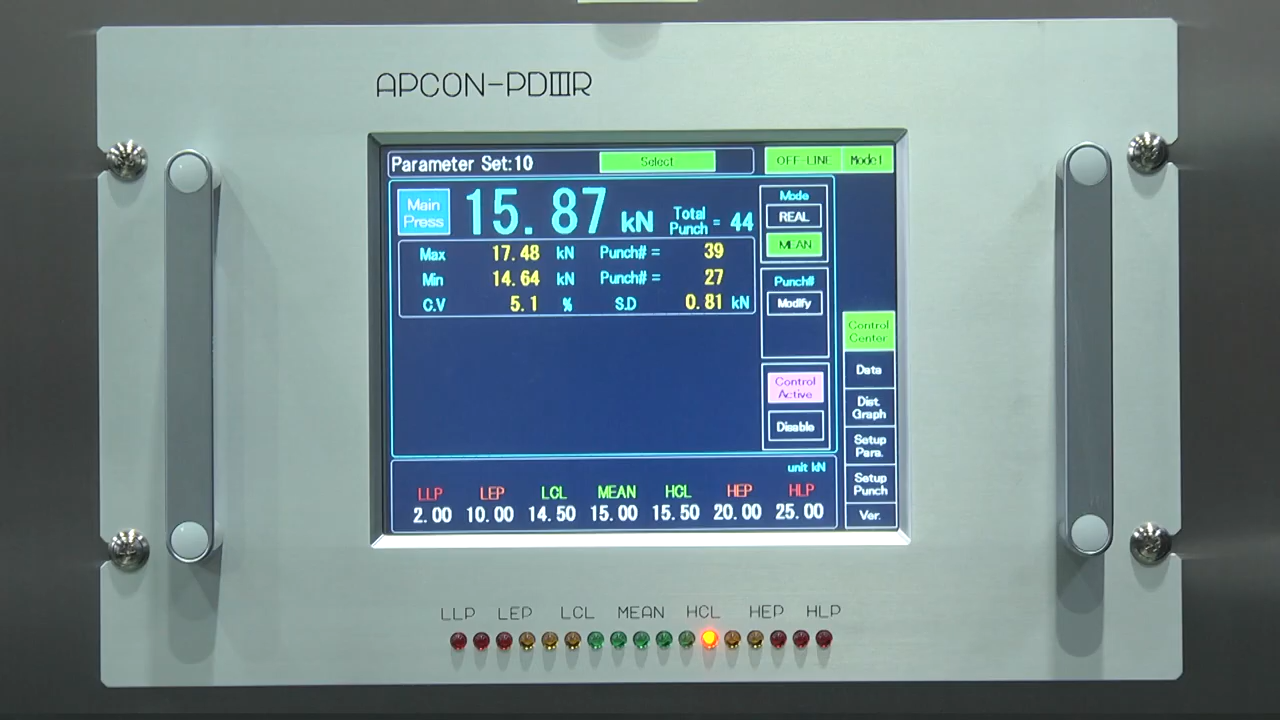 APCON-PDIIIR
Parameter Set:10 Select OFF-LINE Mode1
Main Press 15.87 kN Total Punch = 44
Max 17.48 kN Punch# = 39
Min 14.64 kN Punch# = 27
C.V 5.1 % S.D 0.81 kN
Mode
REAL
MEAN
Punch#
Modify
Control Active
Disable
Control Center
Data
Dist. Graph
Setup Para.
Setup Punch
Ver.
unit kN
LLP LEP LCL MEAN HCL HEP HLP
2.00 10.00 14.50 15.00 15.50 20.00 25.00
LLP LEP LCL MEAN HCL HEP HLP